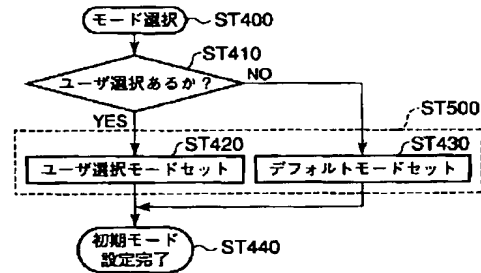 モード選択
ST400
ST410
ユーザ選択あるか?
NO
YES
ST500
ST420
ST430
ユーザ選択モードセット
デフォルトモードセット
初期モード
設定完了
ST440